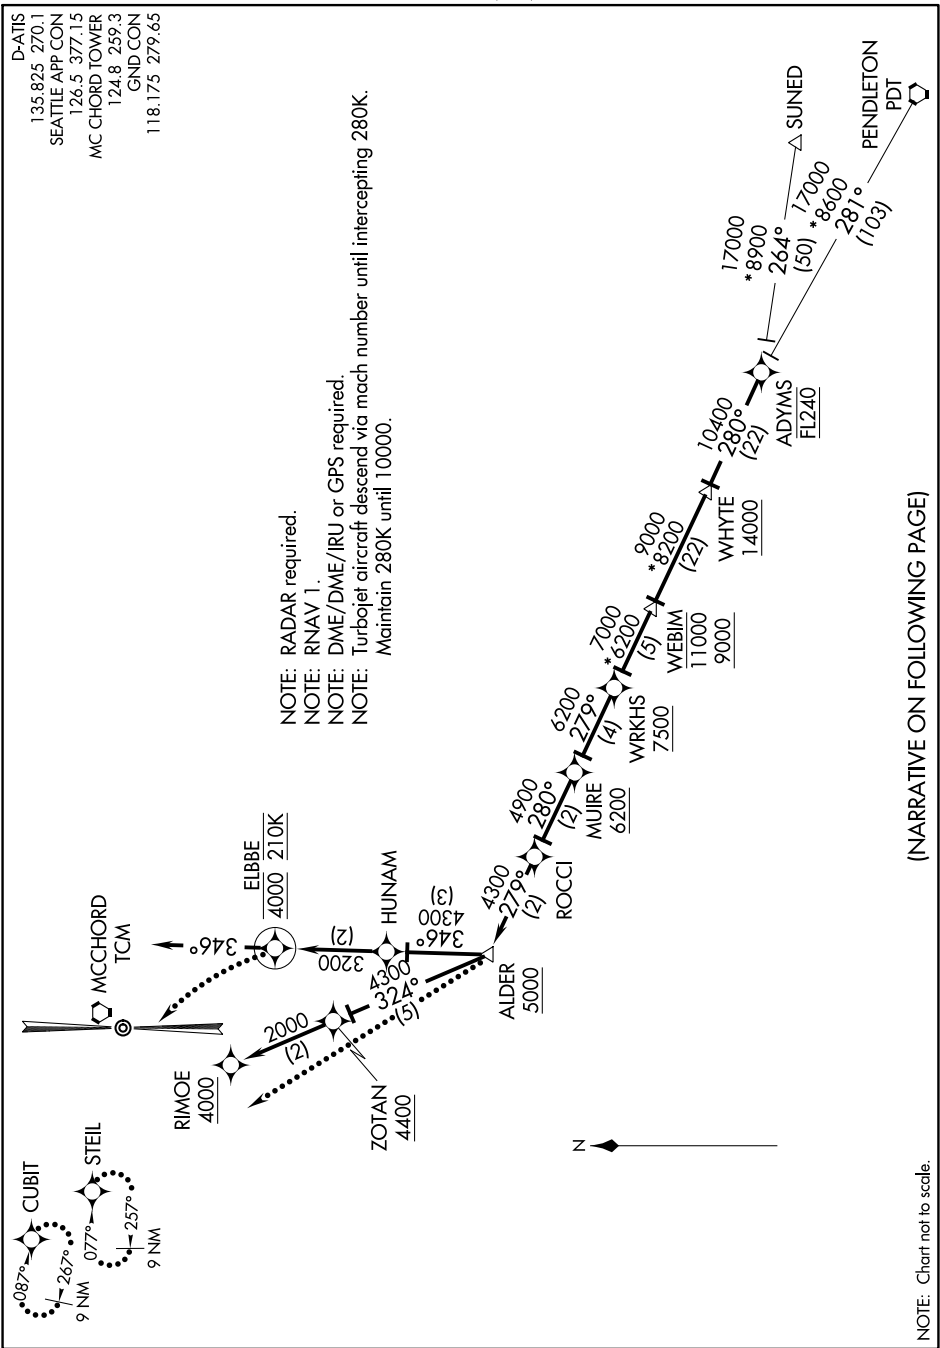 D-ATIS
135.825 270.1
SEATTLE APP CON
126.5 377.15
MC CHORD TOWER
124.8 259.3
GND CON
118.175 279.65
NOTE: RADAR required.
NOTE: RNAV 1.
NOTE: DME/DME/IRU or GPS required.
NOTE: Turbojet aircraft descend via mach number until intercepting 280K.
Maintain 280K until 10000.
CUBIT
087°
267°
9 NM
STEIL
077°
257°
9 NM
MCCHORD
TCM
RIMOE
4000
2000
(2)
ZOTAN
4400
4300
324°
(5)
346°
ELBBE
4000 210K
3200
(2)
HUNAM
346°
4300
(3)
ALDER
5000
4300
279°
(2)
ROCCI
4900
280°
(2)
MUIRE
6200
6200
279°
(4)
WRKHS
7500
7000
*6200
(5)
WEBIM
11000
9000
9000
*8200
(22)
WHYTE
14000
10400
280°
(22)
ADYMS
FL240
17000
*8900
264°
(50)
SUNED
17000
*8600
281°
(103)
PENDLETON
PDT
N
(NARRATIVE ON FOLLOWING PAGE)
NOTE: Chart not to scale.